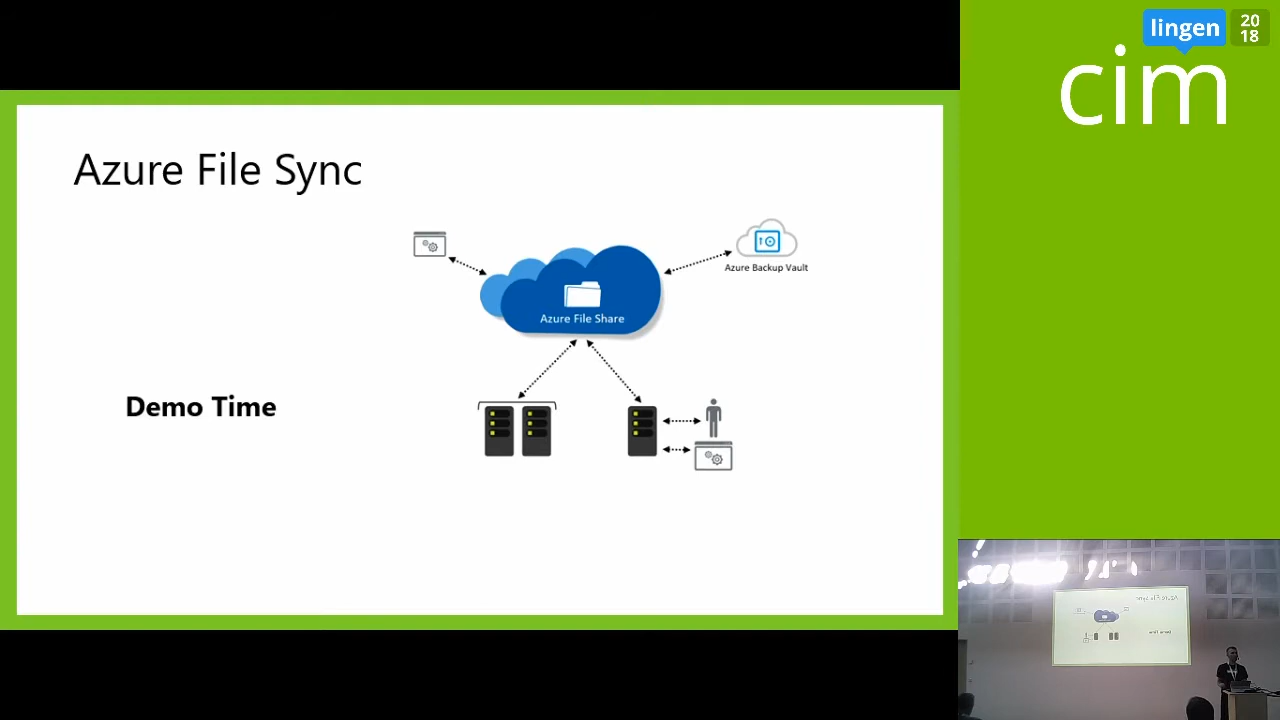 Azure File Sync
Azure Backup Vault
Azure File Share
Demo Time
lingen
20
18
cim